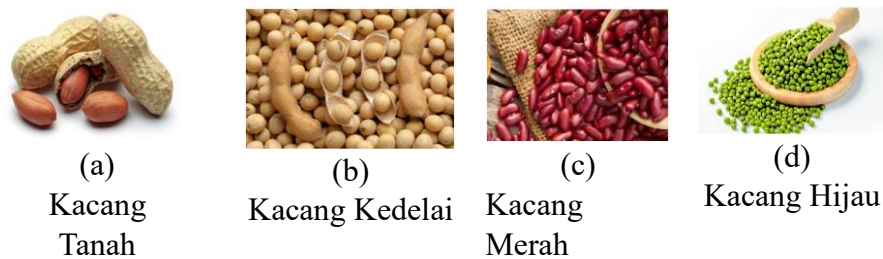 (a)
Kacang
Tanah
(b)
Kacang Kedelai
(c)
Kacang
Merah
(d)
Kacang Hijau